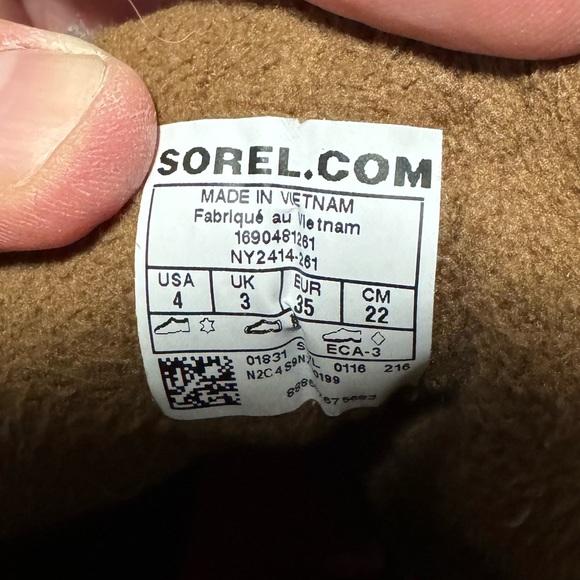 SOREL.COM
MADE IN VIETNAM
Fabriqué au Vietnam
1690481261
NY2414-261
USA UK EUR CM
4 3 35 22
ECA-3
01831 0116 216
0199